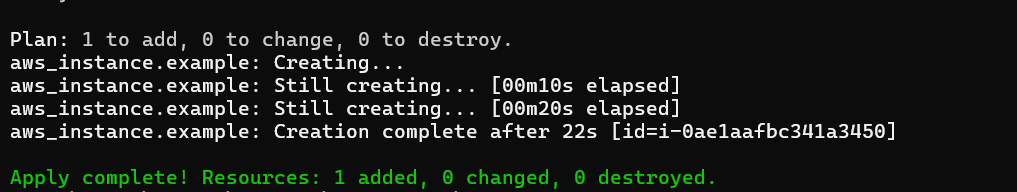 Plan: 1 to add, 0 to change, 0 to destroy.
aws_instance.example: Creating...
aws_instance.example: Still creating... [00m10s elapsed]
aws_instance.example: Still creating... [00m20s elapsed]
aws_instance.example: Creation complete after 22s [id=i-0ae1aafbc341a3450]
Apply complete! Resources: 1 added, 0 changed, 0 destroyed.